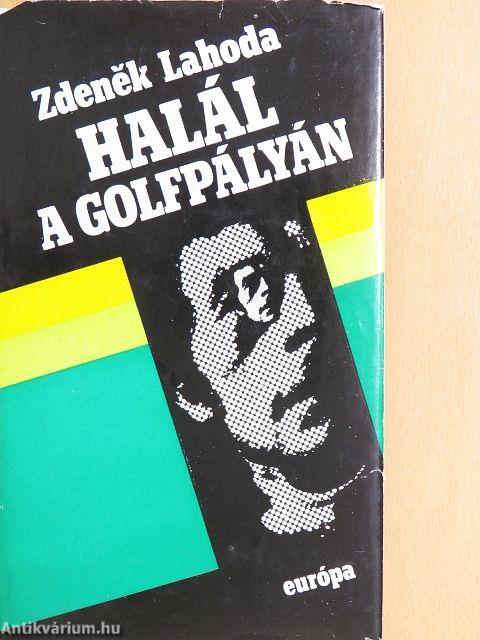 Zdeněk Lahoda
HALÁL
A GOLFPÁLYÁN
európa
Antikvárium.hu